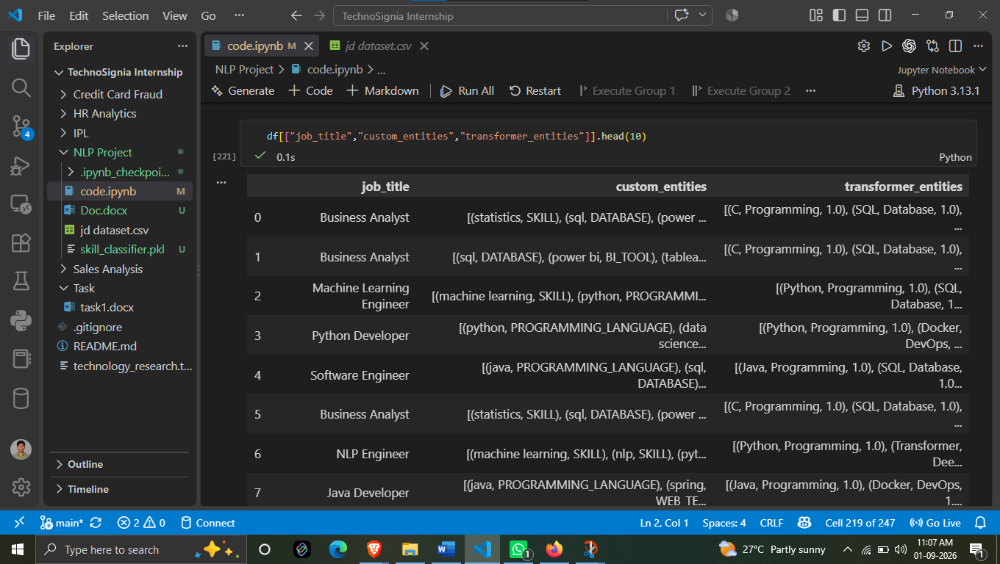 File Edit Selection View Go ··· TechnoSignia Internship
Explorer ···
TechnoSignia Internship
Credit Card Fraud
HR Analytics
IPL
NLP Project
.ipynb_checkpoi...
code.ipynb M
Doc.docx U
jd dataset.csv
skill_classifier.pkl U
Sales Analysis
Task
task1.docx
.gitignore
README.md
technology_research.t...
Outline
Timeline
4
code.ipynb M jd dataset.csv
NLP Project > code.ipynb > ...
Jupyter Notebook
Generate + Code + Markdown Run All Restart Execute Group 1 Execute Group 2 ··· Python 3.13.1
df[["job_title","custom_entities","transformer_entities"]].head(10)
[221] 0.1s Python
...
job_title custom_entities transformer_entities
0 Business Analyst [(statistics, SKILL), (sql, DATABASE), (power ... [(C, Programming, 1.0), (SQL, Database, 1.0),
...
1 Business Analyst [(sql, DATABASE), (power bi, BI_TOOL), (tablea... [(C, Programming, 1.0), (SQL, Database, 1.0),
...
2 Machine Learning [(machine learning, SKILL), (python, PROGRAMMI... [(Python, Programming, 1.0), (SQL,
Engineer Database, 1...
3 Python Developer [(python, PROGRAMMING_LANGUAGE), (data [(Python, Programming, 1.0), (Docker,
science... DevOps, ...
4 Software Engineer [(java, PROGRAMMING_LANGUAGE), (sql, [(Java, Programming, 1.0), (SQL, Database,
DATABASE)... 1.0...
5 Business Analyst [(statistics, SKILL), (sql, DATABASE), (power ... [(C, Programming, 1.0), (SQL, Database, 1.0),
...
6 NLP Engineer [(machine learning, SKILL), (nlp, SKILL), (pyt... [(Python, Programming, 1.0), (Transformer,
Dee...
7 Java Developer [(java, PROGRAMMING_LANGUAGE), (spring, [(Java, Programming, 1.0), (Docker, DevOps,
WEB_TE... 1....
main* 2 0 Connect Ln 2, Col 1 Spaces: 4 CRLF Cell 219 of 247 Go Live
Type here to search 1 27°C Partly sunny 11:07 AM
01-09-2026 1